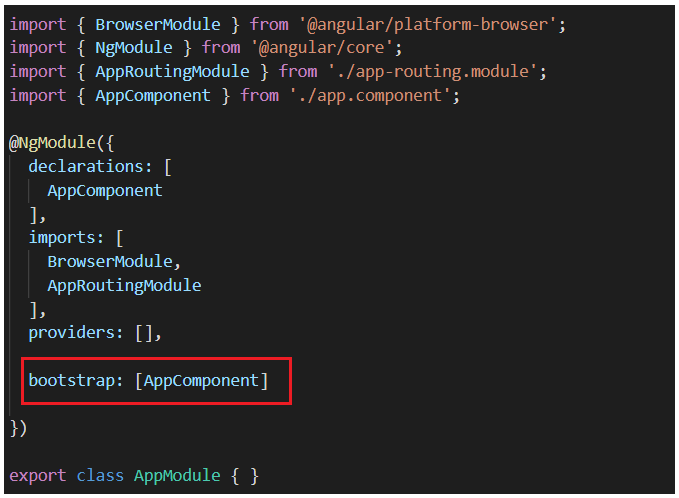 import { BrowserModule } from '@angular/platform-browser';
import { NgModule } from '@angular/core';
import { AppRoutingModule } from './app-routing.module';
import { AppComponent } from './app.component';
@NgModule({
declarations: [
AppComponent
],
imports: [
BrowserModule,
AppRoutingModule
],
providers: [],
bootstrap: [AppComponent]
})
export class AppModule { }